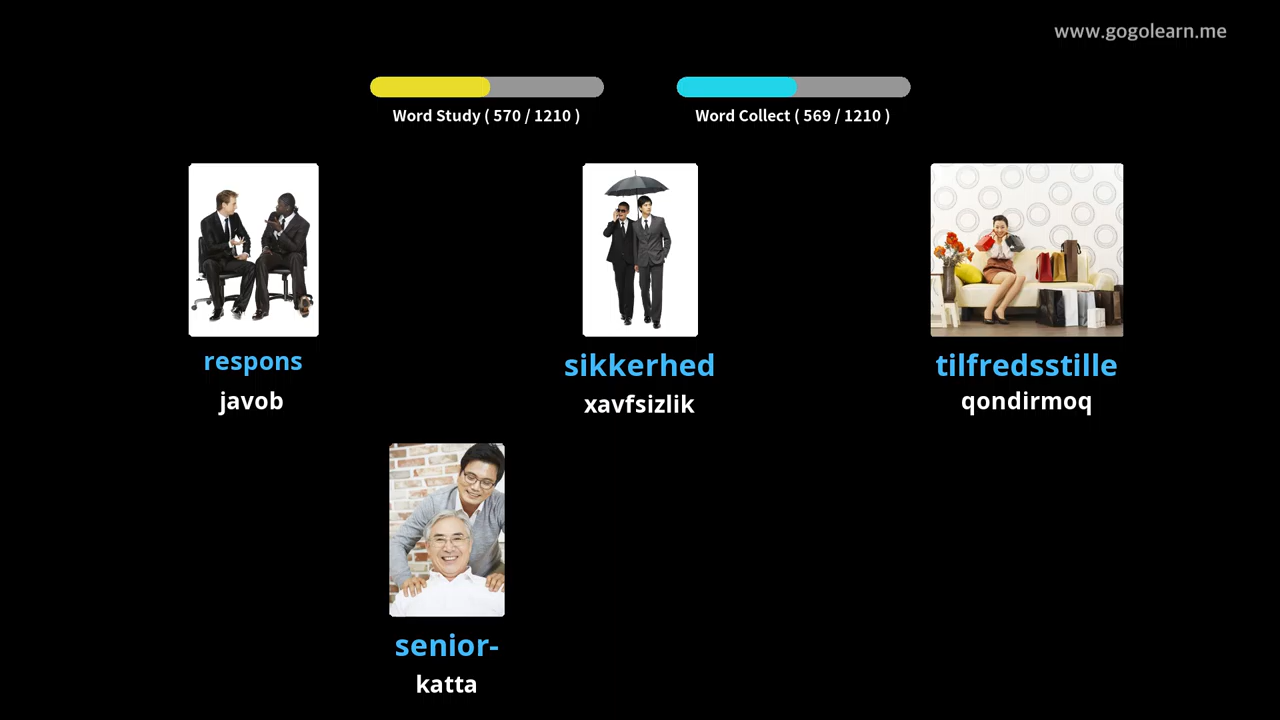 www.gogolearn.me
Word Study ( 570 / 1210 )
Word Collect ( 569 / 1210 )
respons
javob
sikkerhed
xavfsizlik
tilfredsstille
qondirmoq
senior-
katta